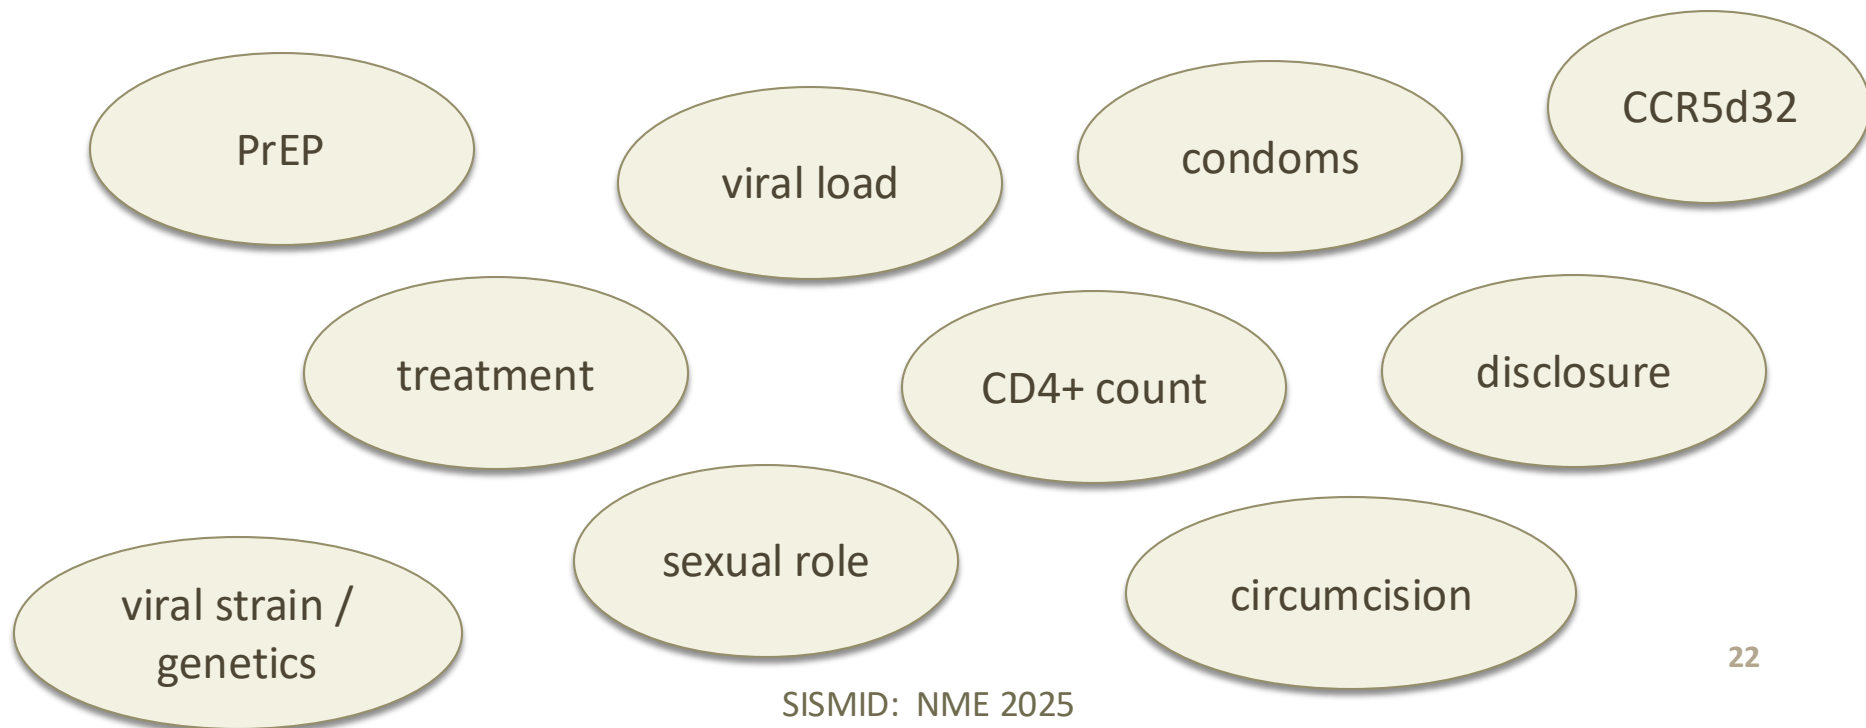 PrEP
viral load
condoms
CCR5d32
treatment
CD4+ count
disclosure
viral strain /
genetics
sexual role
circumcision
22
SISMID: NME 2025